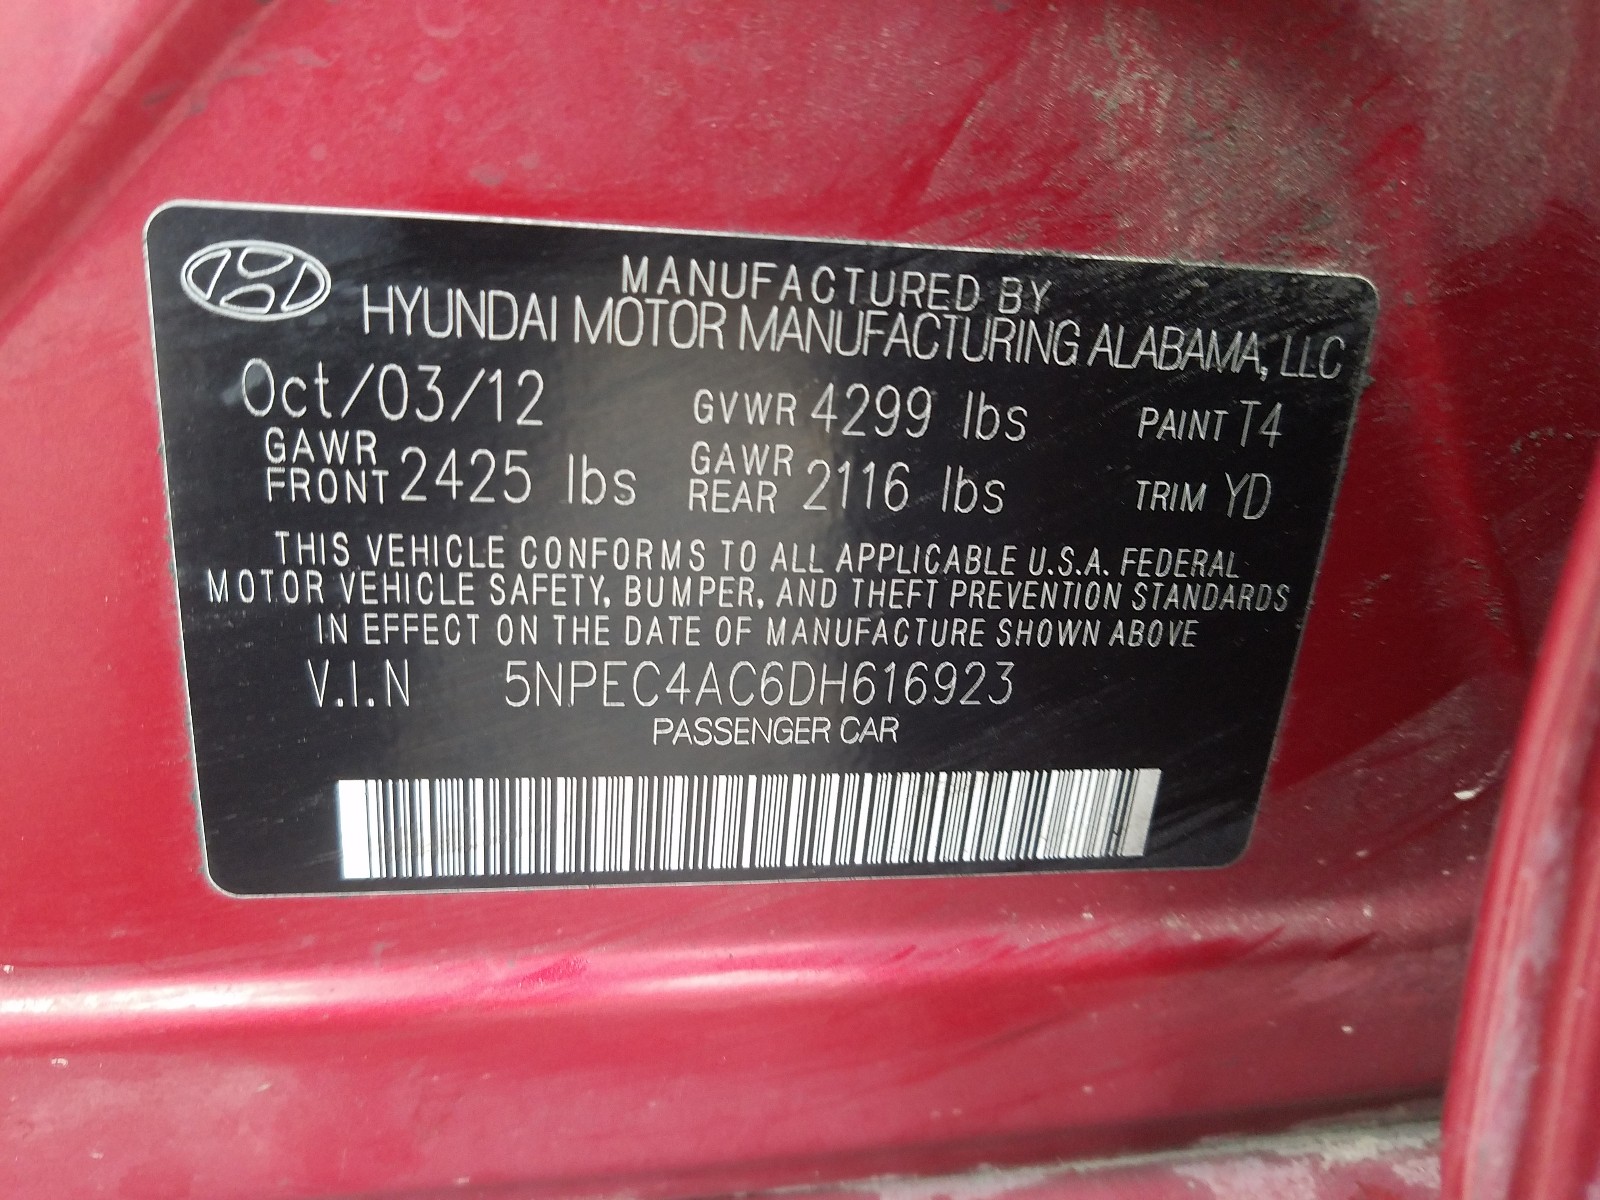 MANUFACTURED BY
HYUNDAI MOTOR MANUFACTURING ALABAMA, LLC
Oct/03/12 GVWR 4299 lbs PAINT T4
GAWR FRONT 2425 lbs GAWR REAR 2116 lbs TRIM YD
THIS VEHICLE CONFORMS TO ALL APPLICABLE U.S.A. FEDERAL
MOTOR VEHICLE SAFETY, BUMPER, AND THEFT PREVENTION STANDARDS
IN EFFECT ON THE DATE OF MANUFACTURE SHOWN ABOVE
V.I.N 5NPEC4AC6DH616923
PASSENGER CAR